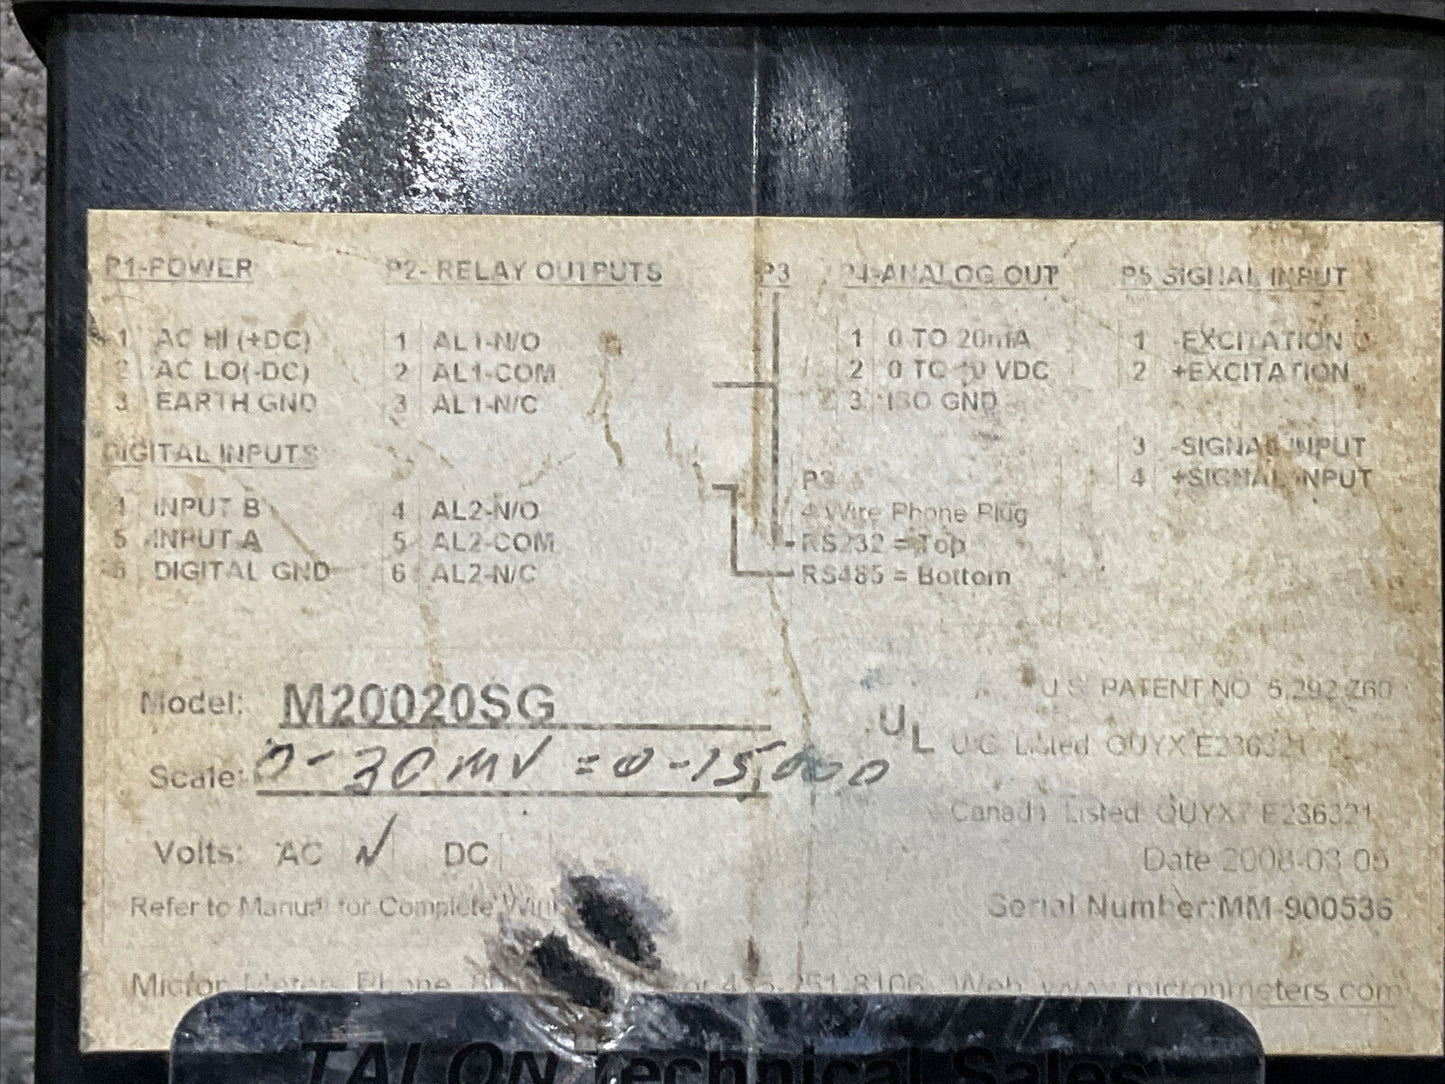 P1-POWER P2- RELAY OUTPUTS P3 P4-ANALOG OUT P5 SIGNAL INPUT
1 AC HI (+DC) 1 AL1-N/O 1 0 TO 20mA 1 -EXCITATION
2 AC LO(-DC) 2 AL1-COM 2 0 TO 10 VDC 2 +EXCITATION
3 EARTH GND 3 AL1-N/C 3 ISO GND
DIGITAL INPUTS 3 -SIGNAL INPUT
P3 4 +SIGNAL INPUT
4 INPUT B 4 AL2-N/O 4 Wire Phone Plug
5 INPUT A 5 AL2-COM RS232 = Top
6 DIGITAL GND 6 AL2-N/C RS485 = Bottom
Model: M20020SG U.S. PATENT NO 5,292,760
Scale: 0-30 mV = 0-15,000 UL U.C. Listed QUYX E236321
Canada Listed QUYX7 E236321
Volts: AC ✓ DC Date 2008-03-05
Refer to Manual for Complete Serial Number:MM-900536
Meters Phone 8106 Web www.micronmeters.com
TALON Technical Sales